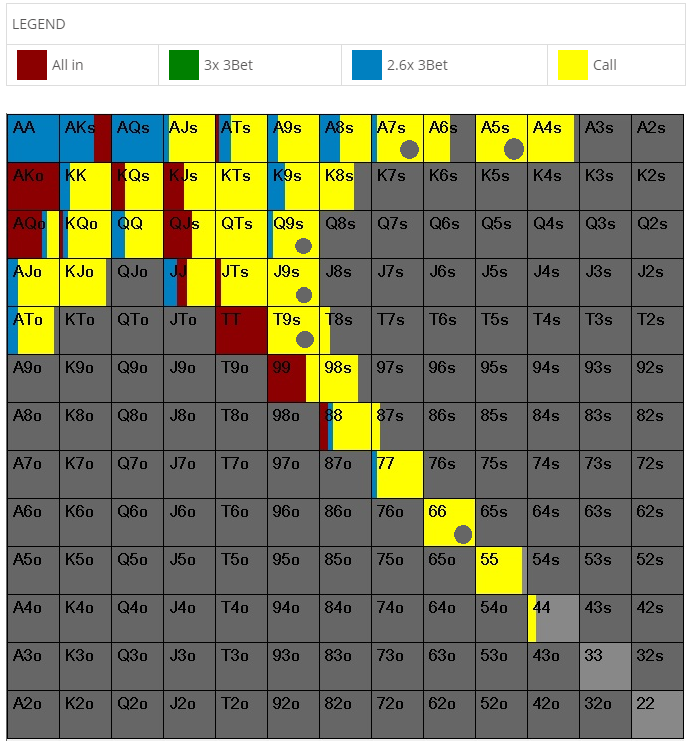 LEGEND
All in 3x 3Bet 2.6x 3Bet Call
AA AKs AQs AJs ATs A9s A8s A7s A6s A5s A4s A3s A2s
AKo KK KQs KJs KTs K9s K8s K7s K6s K5s K4s K3s K2s
AQo KQo QQ QJs QTs Q9s Q8s Q7s Q6s Q5s Q4s Q3s Q2s
AJo KJo QJo JJ JTs J9s J8s J7s J6s J5s J4s J3s J2s
ATo KTo QTo JTo TT T9s T8s T7s T6s T5s T4s T3s T2s
A9o K9o Q9o J9o T9o 99 98s 97s 96s 95s 94s 93s 92s
A8o K8o Q8o J8o T8o 98o 88 87s 86s 85s 84s 83s 82s
A7o K7o Q7o J7o T7o 97o 87o 77 76s 75s 74s 73s 72s
A6o K6o Q6o J6o T6o 96o 86o 76o 66 65s 64s 63s 62s
A5o K5o Q5o J5o T5o 95o 85o 75o 65o 55 54s 53s 52s
A4o K4o Q4o J4o T4o 94o 84o 74o 64o 54o 44 43s 42s
A3o K3o Q3o J3o T3o 93o 83o 73o 63o 53o 43o 33 32s
A2o K2o Q2o J2o T2o 92o 82o 72o 62o 52o 42o 32o 22